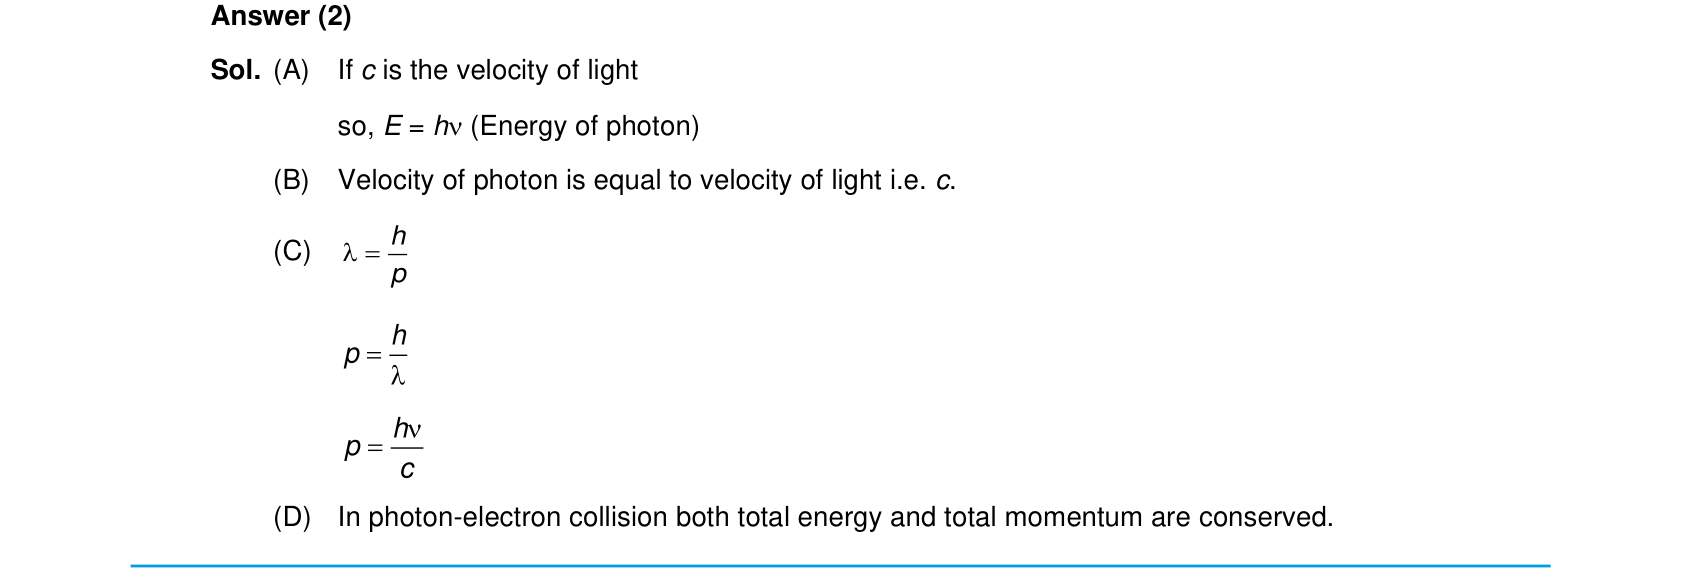 Answer (2)
Sol. (A) If c is the velocity of light
so, E = hν (Energy of photon)
(B) Velocity of photon is equal to velocity of light i.e. c.
(C) λ = h/p
p = h/λ
p = hν/c
(D) In photon-electron collision both total energy and total momentum are conserved.